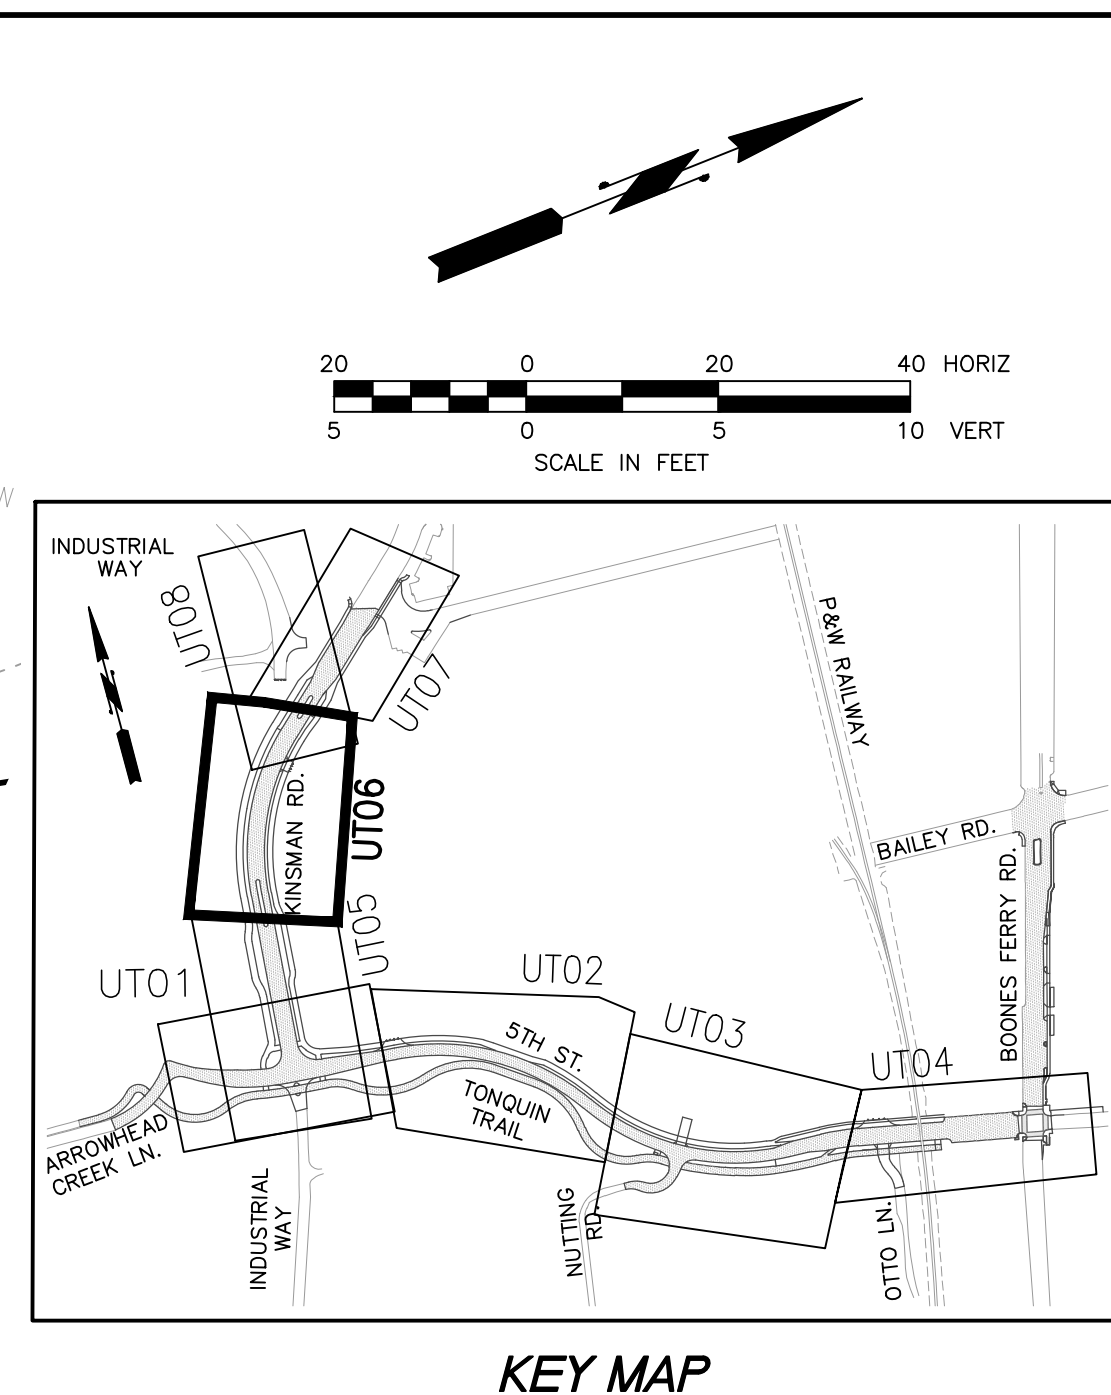 20 0 20 40 HORIZ
5 0 5 10 VERT
SCALE IN FEET
W
INDUSTRIAL
WAY
UT08
UT07
P&W RAILWAY
KINSMAN RD.
UT06
BAILEY RD.
BOONES FERRY RD.
UT05
UT01
UT02
UT03
5TH ST.
UT04
TONQUIN
TRAIL
ARROWHEAD
CREEK LN.
INDUSTRIAL
WAY
NUTTING
RD.
OTTO LN.
KEY MAP